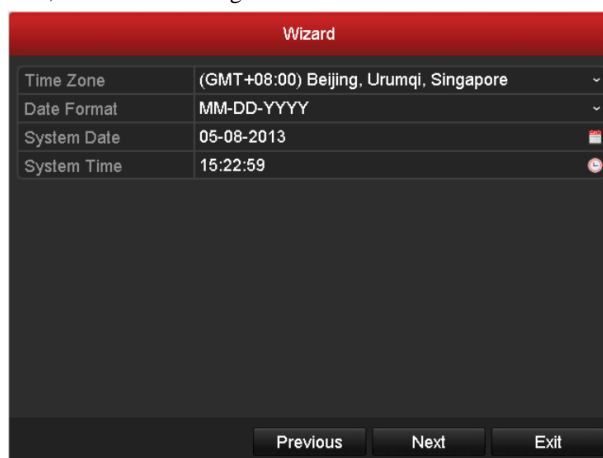 Wizard
Time Zone (GMT+08:00) Beijing, Urumqi, Singapore
Date Format MM-DD-YYYY
System Date 05-08-2013
System Time 15:22:59
Previous Next Exit